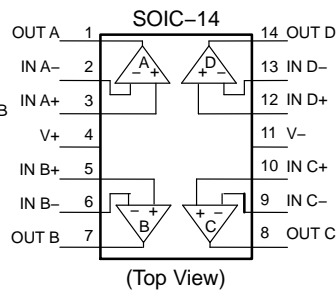 SOIC–14
OUT A 1 14 OUT D
IN A– 2 A D 13 IN D–
– + + –
IN A+ 3 12 IN D+
B
V+ 4 11 V–
IN B+ 5 10 IN C+
IN B– 6 9 IN C–
– + + –
OUT B 7 B C 8 OUT C
(Top View)